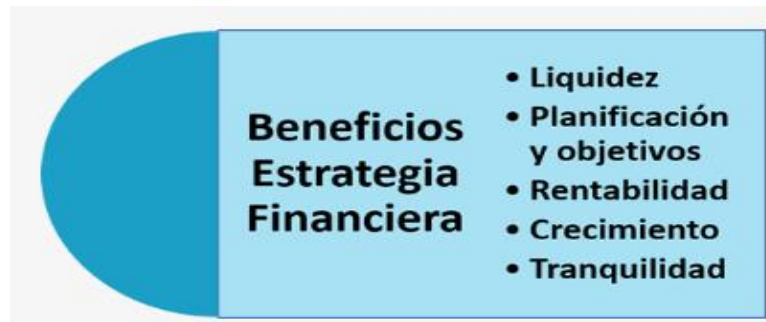 Beneficios
Estrategia
Financiera
• Liquidez
• Planificación
y objetivos
• Rentabilidad
• Crecimiento
• Tranquilidad